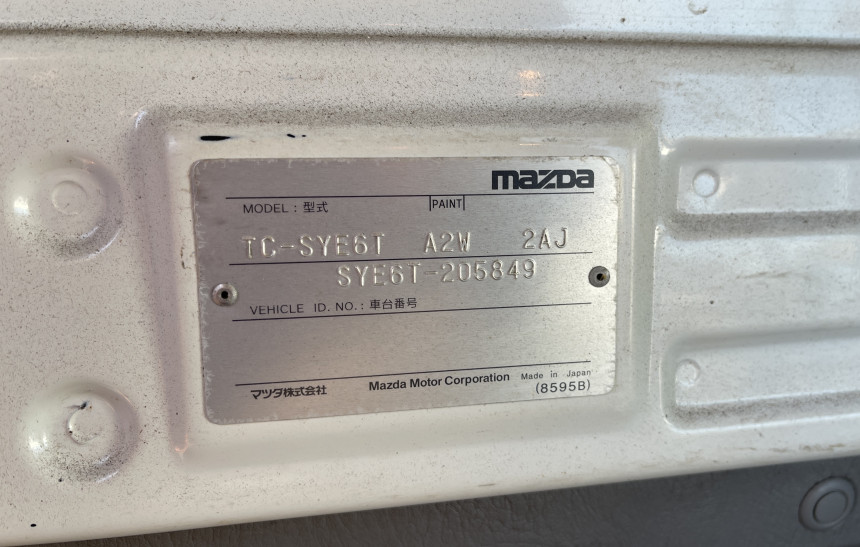 mazda
MODEL : 型式 PAINT
TC-SYE6T A2W 2AJ
SYE6T-205849
VEHICLE ID. NO. : 車台番号
マツダ株式会社 Mazda Motor Corporation Made in Japan
(8595B)